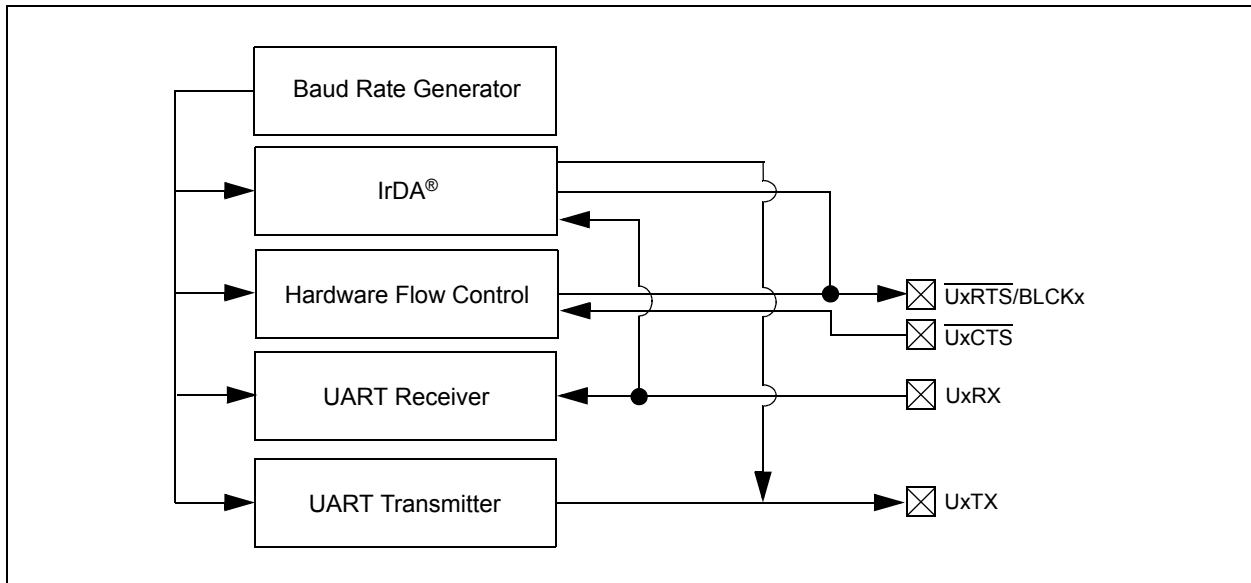 Baud Rate Generator
IrDA®
Hardware Flow Control
UxRTS/BLCKx
UxCTS
UART Receiver
UxRX
UART Transmitter
UxTX